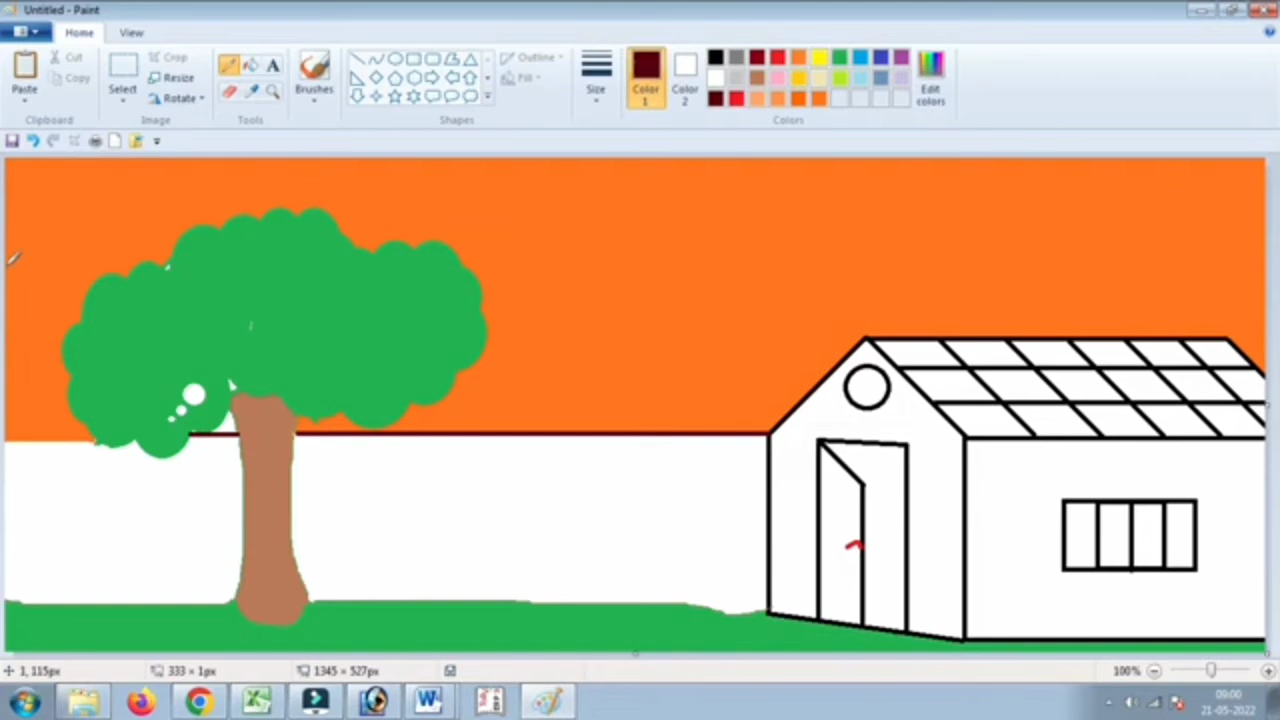 Untitled - Paint
Home View
Paste
Cut
Copy
Clipboard
Select
Crop
Resize
Rotate
Image
A
Tools
Brushes
Shapes
Outline
Fill
Size
Color 1
Color 2
Edit colors
Colors
1, 115px 333 × 1px 1345 × 527px 100%
09:00
21-05-2022